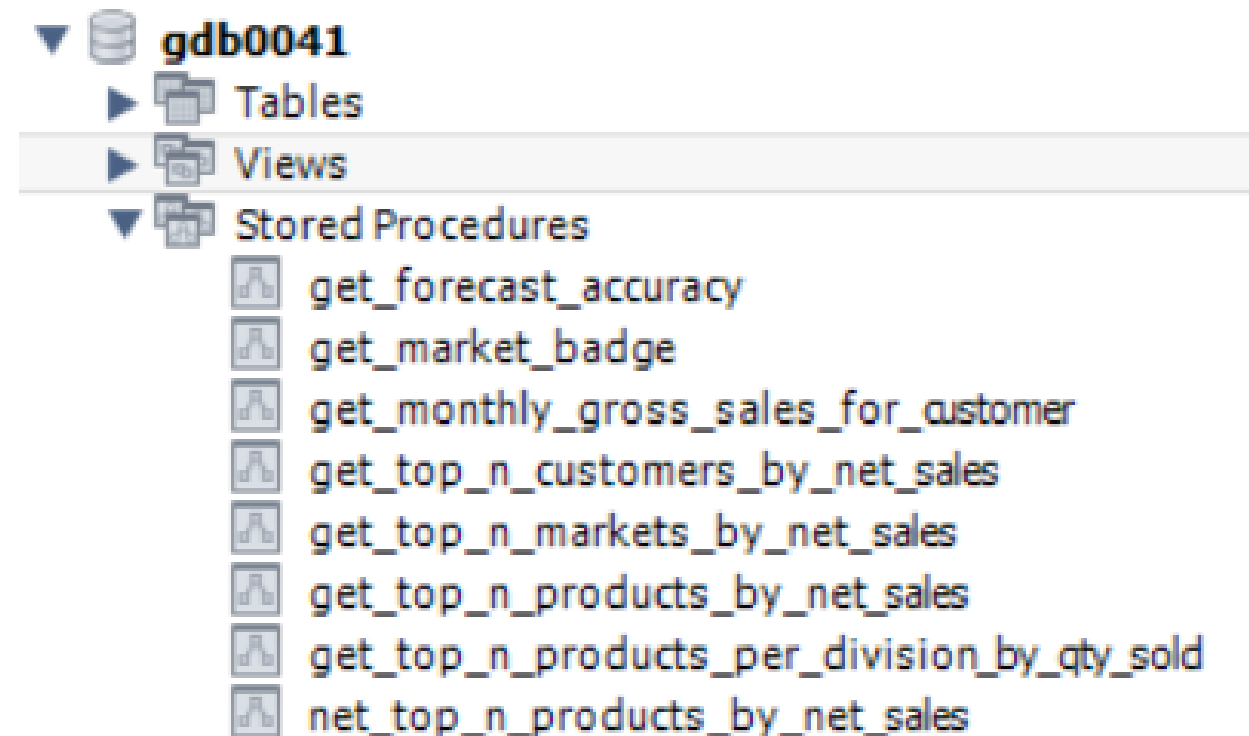 gdb0041
Tables
Views
Stored Procedures
get_forecast_accuracy
get_market_badge
get_monthly_gross_sales_for_customer
get_top_n_customers_by_net_sales
get_top_n_markets_by_net_sales
get_top_n_products_by_net_sales
get_top_n_products_per_division_by_qty_sold
net_top_n_products_by_net_sales